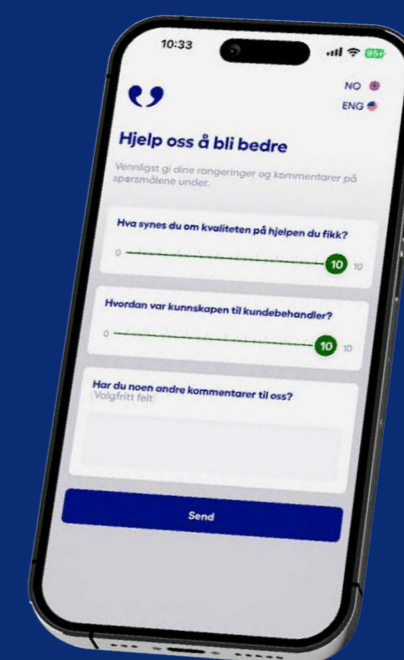 10:33
95
NO
ENG
Hjelp oss å bli bedre
Vennligst gi dine rangeringer og kommentarer på
spørsmålene under.
Hva synes du om kvaliteten på hjelpen du fikk?
0 10 10
Hvordan var kunnskapen til kundebehandler?
0 10 10
Har du noen andre kommentarer til oss?
Valgfritt felt
Send